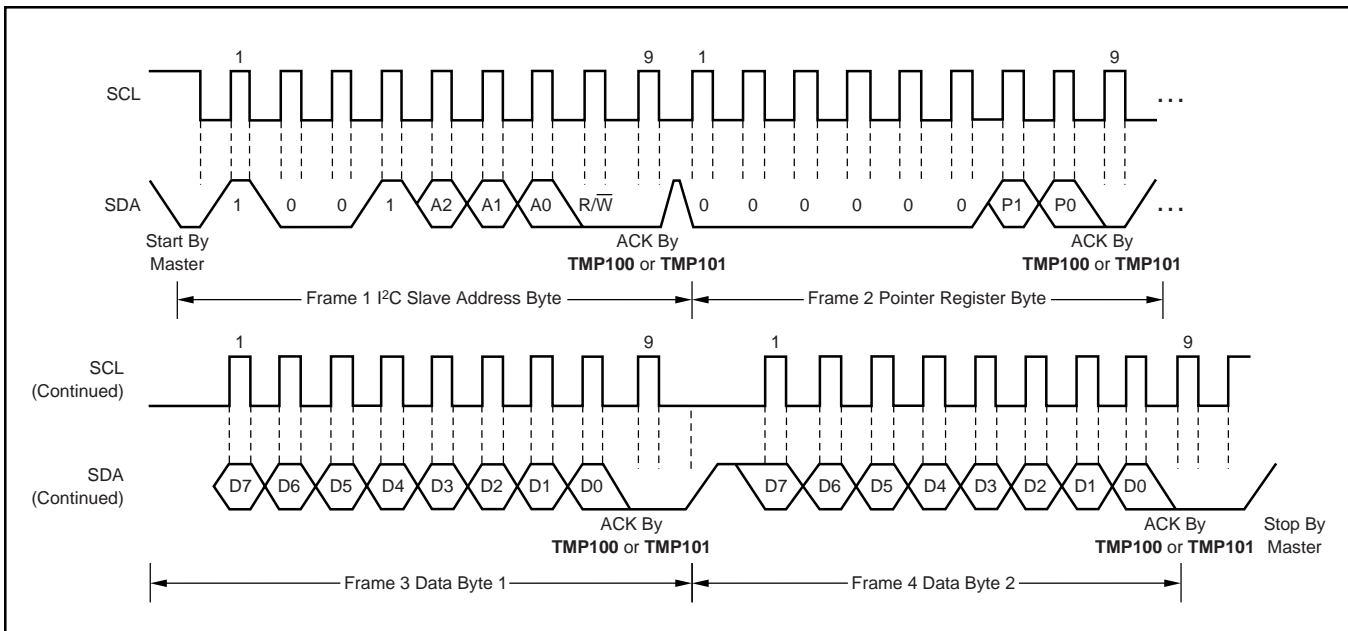 1 9 1 9
SCL ...
SDA 1 0 0 1 A2 A1 A0 R/W̅ 0 0 0 0 0 0 P1 P0 ...
Start By Master
ACK By TMP100 or TMP101
ACK By TMP100 or TMP101
Frame 1 I²C Slave Address Byte
Frame 2 Pointer Register Byte
1 9 1 9
SCL (Continued)
SDA (Continued) D7 D6 D5 D4 D3 D2 D1 D0 D7 D6 D5 D4 D3 D2 D1 D0
ACK By TMP100 or TMP101
ACK By TMP100 or TMP101
Stop By Master
Frame 3 Data Byte 1
Frame 4 Data Byte 2